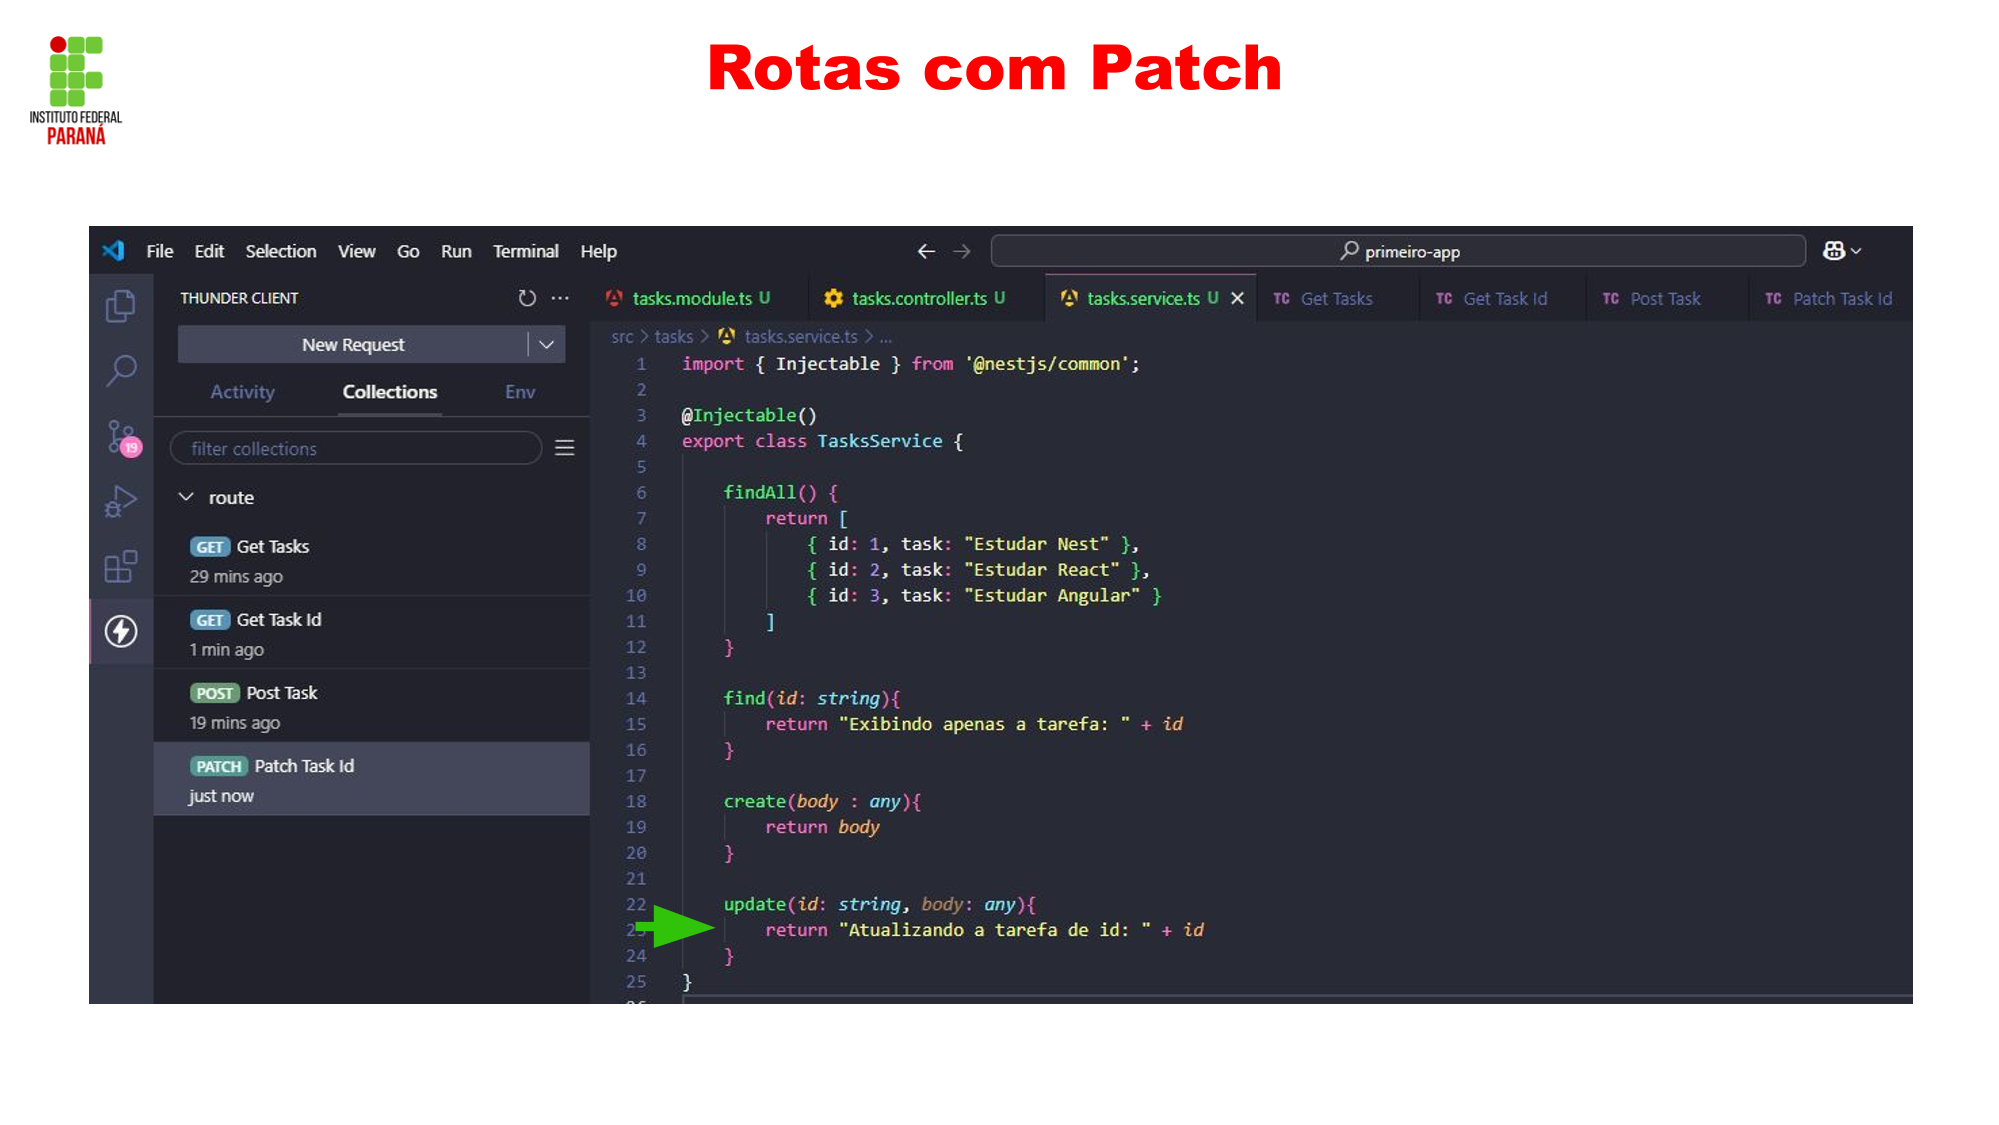 INSTITUTO FEDERAL
PARANÁ
Rotas com Patch
File Edit Selection View Go Run Terminal Help
primeiro-app
THUNDER CLIENT
New Request
Activity Collections Env
filter collections
19
route
GET Get Tasks
29 mins ago
GET Get Task Id
1 min ago
POST Post Task
19 mins ago
PATCH Patch Task Id
just now
tasks.module.ts U tasks.controller.ts U tasks.service.ts U TC Get Tasks TC Get Task Id TC Post Task TC Patch Task Id
src > tasks > tasks.service.ts > ...
1 import { Injectable } from '@nestjs/common';
2
3 @Injectable()
4 export class TasksService {
5
6 findAll() {
7 return [
8 { id: 1, task: "Estudar Nest" },
9 { id: 2, task: "Estudar React" },
10 { id: 3, task: "Estudar Angular" }
11 ]
12 }
13
14 find(id: string){
15 return "Exibindo apenas a tarefa: " + id
16 }
17
18 create(body : any){
19 return body
20 }
21
22 update(id: string, body: any){
return "Atualizando a tarefa de id: " + id
24 }
25 }